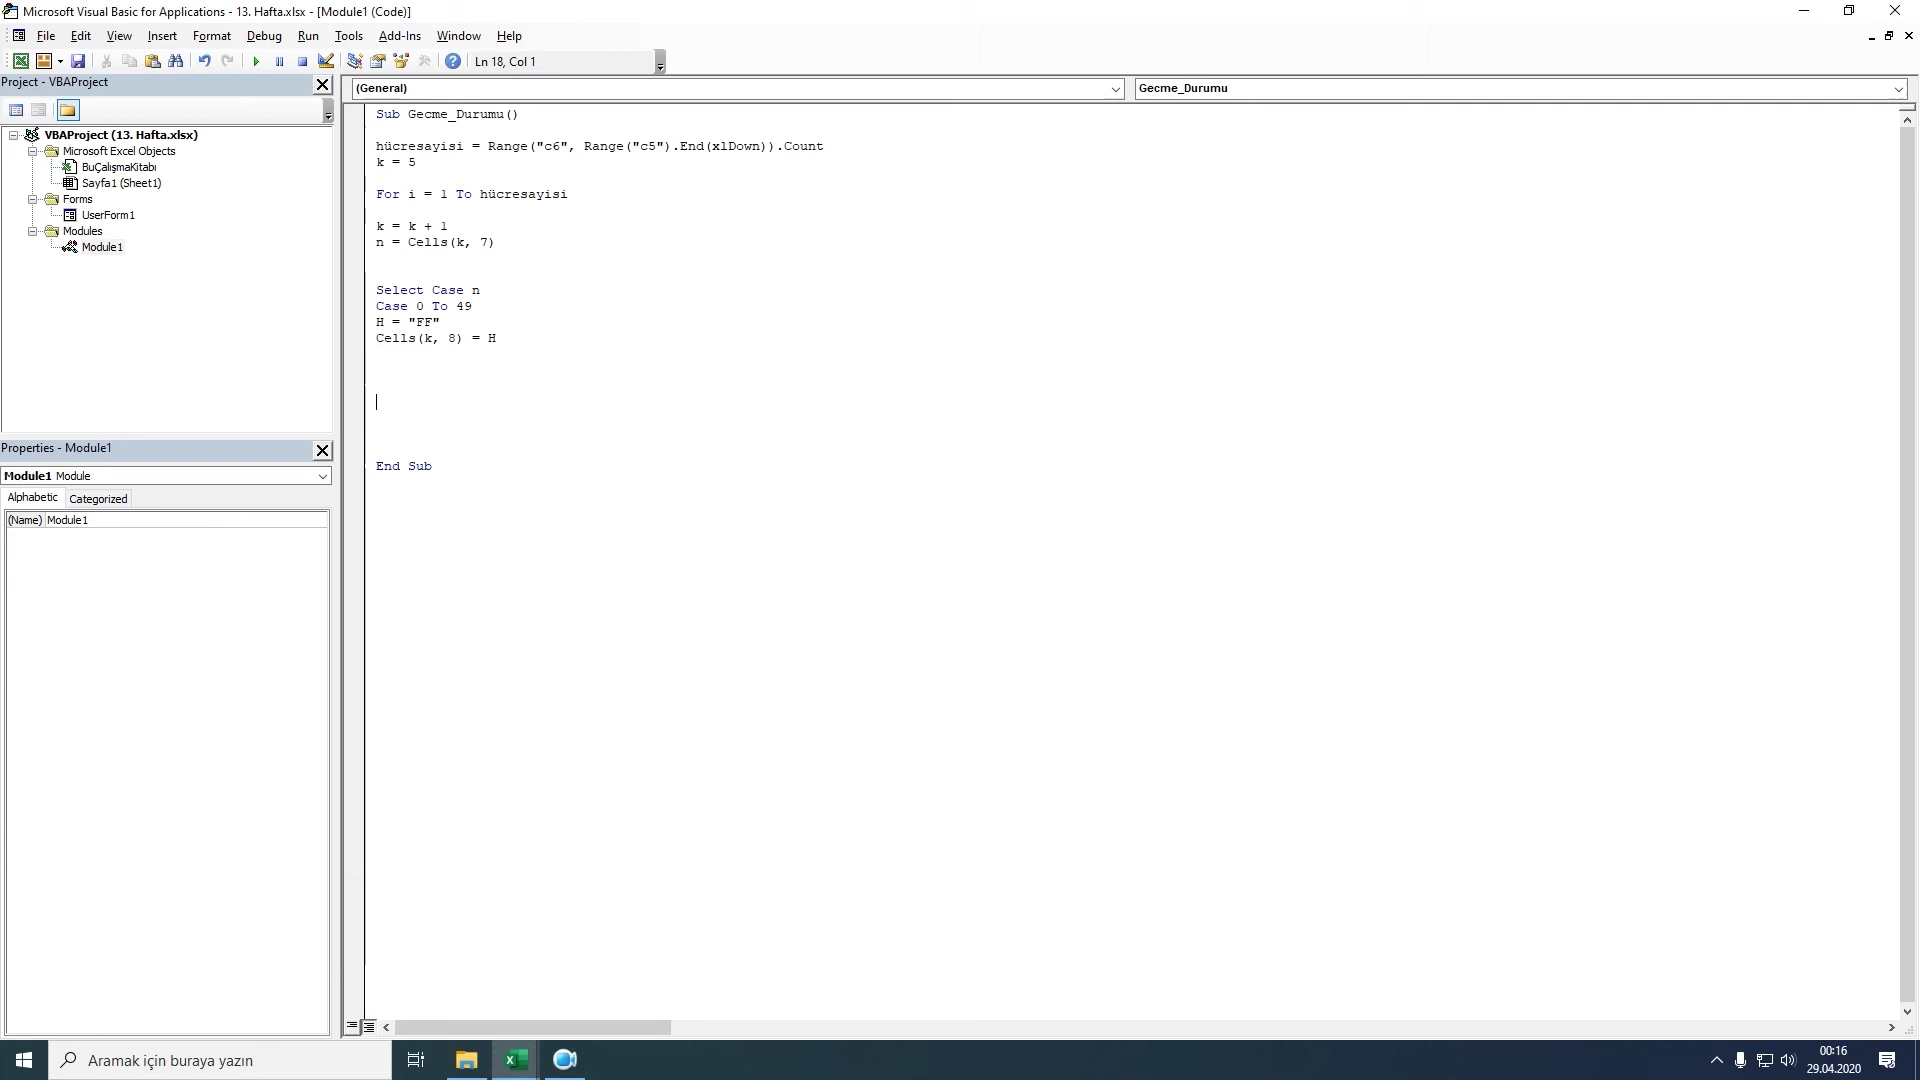 Microsoft Visual Basic for Applications - 13. Hafta.xlsx - [Module1 (Code)]
File Edit View Insert Format Debug Run Tools Add-Ins Window Help
Ln 18, Col 1
Project - VBAProject
VBAProject (13. Hafta.xlsx)
Microsoft Excel Objects
BuÇalışmaKitabı
Sayfa1 (Sheet1)
Forms
UserForm1
Modules
Module1
Properties - Module1
Module1 Module
Alphabetic Categorized
(Name) Module1
(General) Gecme_Durumu
Sub Gecme_Durumu()
hücresayisi = Range("c6", Range("c5").End(xlDown)).Count
k = 5
For i = 1 To hücresayisi
k = k + 1
n = Cells(k, 7)
Select Case n
Case 0 To 49
H = "FF"
Cells(k, 8) = H
End Sub
Aramak için buraya yazın
00:16
29.04.2020